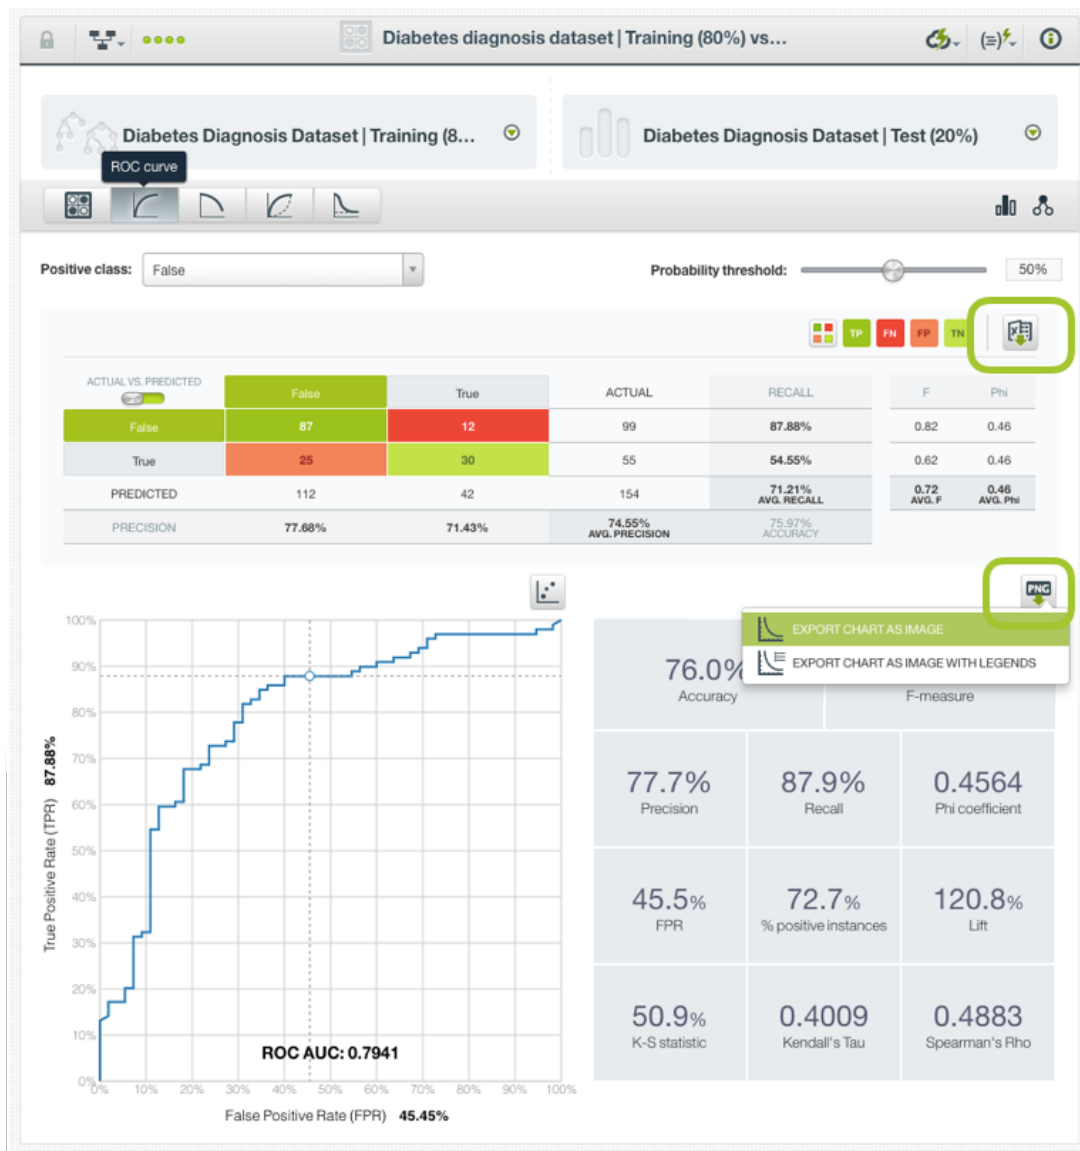 Diabetes diagnosis dataset | Training (80%) vs...
Diabetes Diagnosis Dataset | Training (8...
Diabetes Diagnosis Dataset | Test (20%)
ROC curve
Positive class: False
Probability threshold: 50%
TP FN FP TN
ACTUAL VS. PREDICTED False True ACTUAL RECALL F Phi
False 87 12 99 87.88% 0.82 0.46
True 25 30 55 54.55% 0.62 0.46
PREDICTED 112 42 154 71.21% AVG. RECALL 0.72 AVG. F 0.46 AVG. Phi
PRECISION 77.68% 71.43% 74.55% AVG. PRECISION 75.97% ACCURACY
PNG
EXPORT CHART AS IMAGE
EXPORT CHART AS IMAGE WITH LEGENDS
100%
90%
80%
70%
60%
50%
40%
30%
20%
10%
0%
True Positive Rate (TPR) 87.88%
ROC AUC: 0.7941
0% 10% 20% 30% 40% 50% 60% 70% 80% 90% 100%
False Positive Rate (FPR) 45.45%
76.0%
Accuracy
F-measure
77.7% 87.9% 0.4564
Precision Recall Phi coefficient
45.5% 72.7% 120.8%
FPR % positive instances Lift
50.9% 0.4009 0.4883
K-S statistic Kendall's Tau Spearman's Rho